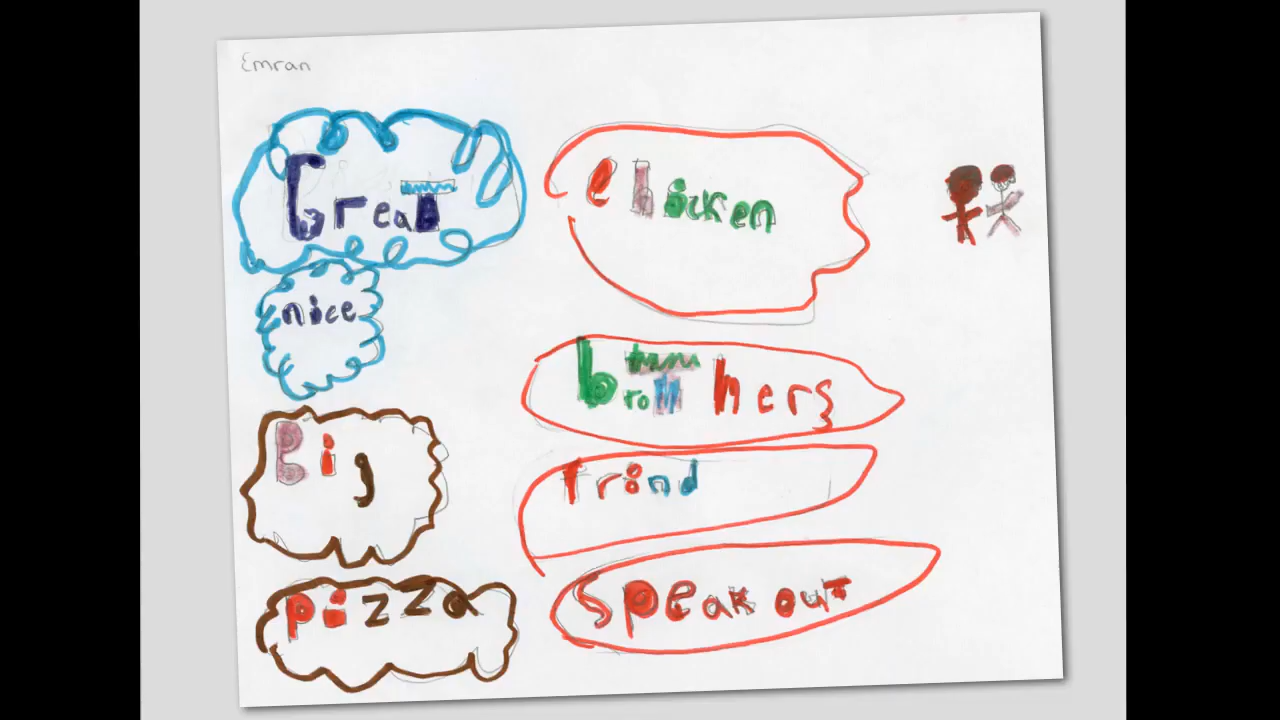 Emran
Great
nice
Big
pizza
chicken
brothers
frind
speak out